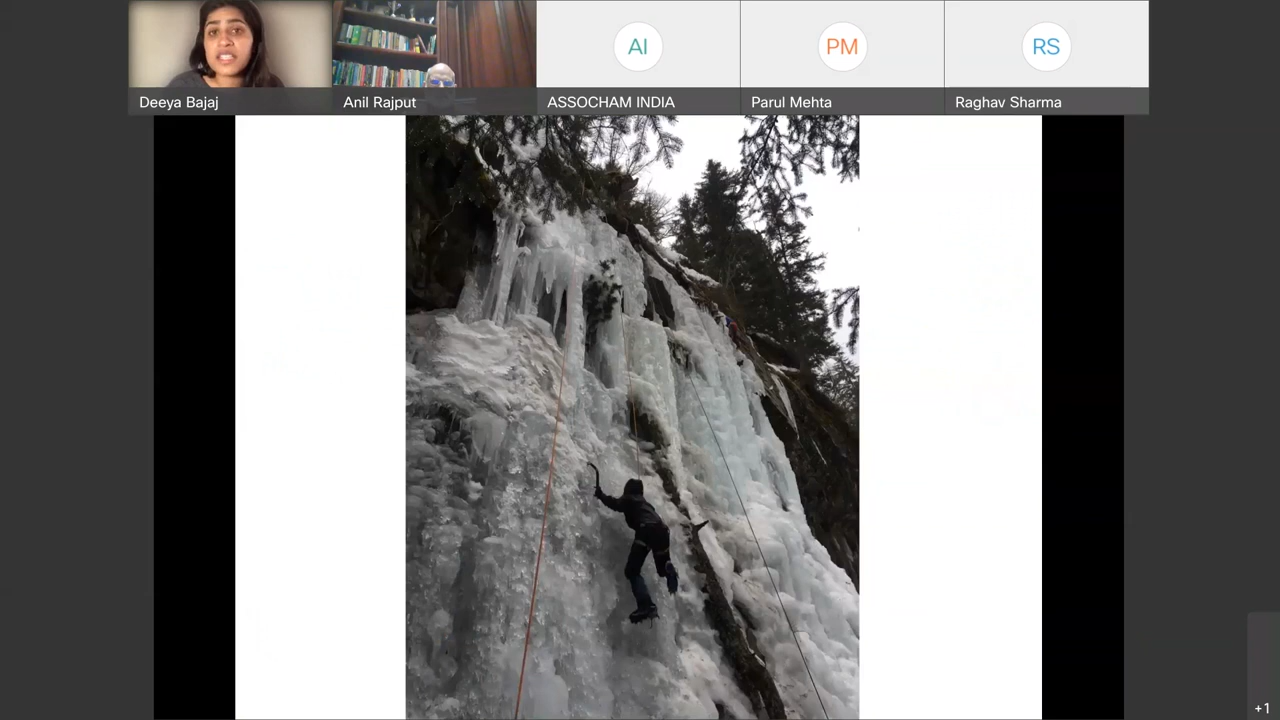 AI
PM
RS
Deeya Bajaj
Anil Rajput
ASSOCHAM INDIA
Parul Mehta
Raghav Sharma
+1